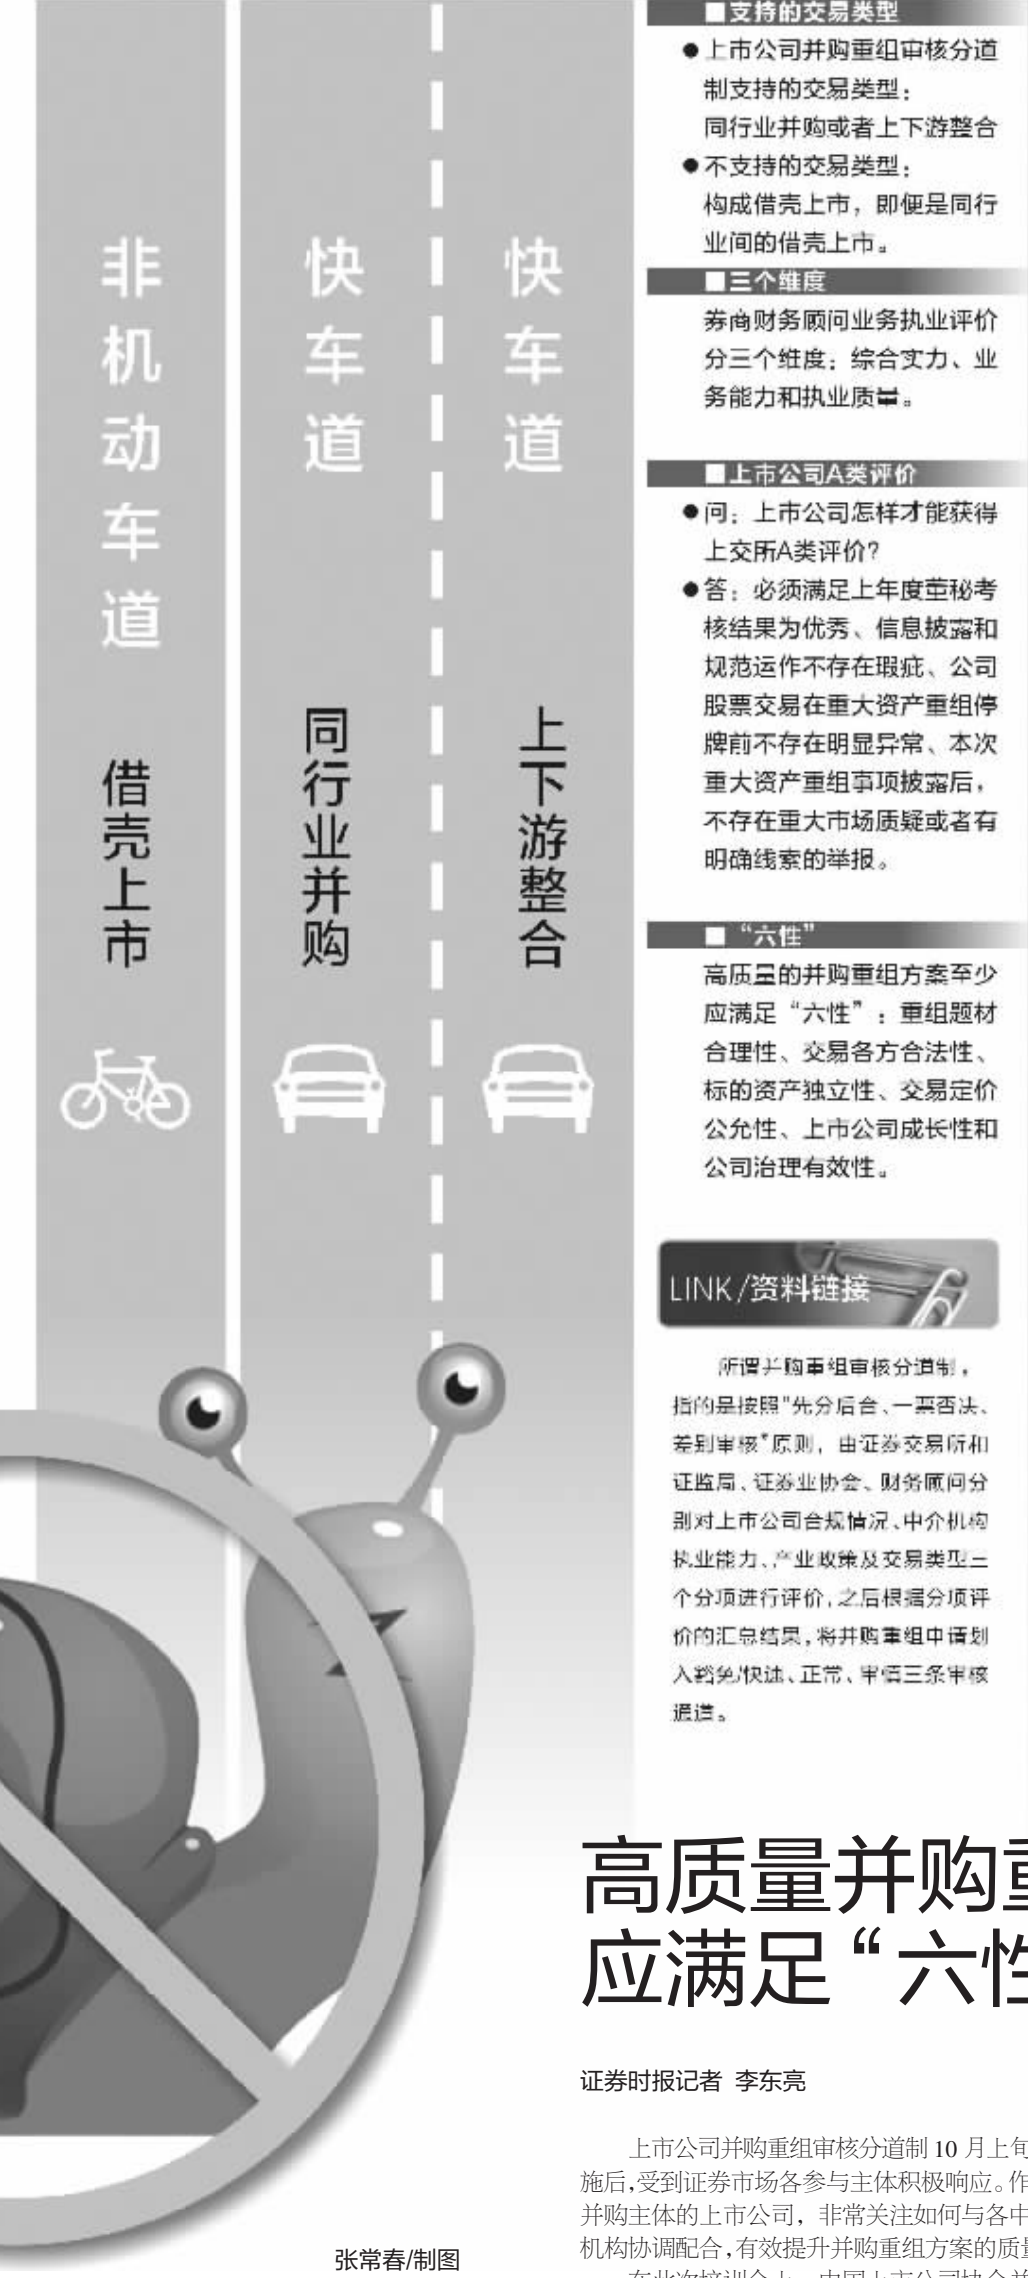 非机动车道
借壳上市
快车道
同行业并购
快车道
上下游整合
■支持的交易类型
●上市公司并购重组审核分道
制支持的交易类型：
同行业并购或者上下游整合
●不支持的交易类型：
构成借壳上市，即便是同行
业间的借壳上市。
■三个维度
券商财务顾问业务执业评价
分三个维度：综合实力、业
务能力和执业质量。
■上市公司A类评价
●问：上市公司怎样才能获得
上交所A类评价?
●答：必须满足上年度董秘考
核结果为优秀、信息披露和
规范运作不存在瑕疵、公司
股票交易在重大资产重组停
牌前不存在明显异常、本次
重大资产重组事项披露后，
不存在重大市场质疑或者有
明确线索的举报。
■“六性”
高质量的并购重组方案至少
应满足“六性”：重组题材
合理性、交易各方合法性、
标的资产独立性、交易定价
公允性、上市公司成长性和
公司治理有效性。
LINK/资料链接
所谓并购重组审核分道制，
指的是按照"先分后合、一票否决、
差别审核"原则，由证券交易所和
证监局、证券业协会、财务顾问分
别对上市公司合规情况、中介机构
执业能力、产业政策及交易类型三
个分项进行评价，之后根据分项评
价的汇总结果，将并购重组申请划
入豁免/快速、正常、审慎三条审核
通道。
高质量并购重
应满足“六性
证券时报记者 李东亮
上市公司并购重组审核分道制 10 月上旬
施后，受到证券市场各参与主体积极响应。作
并购主体的上市公司，非常关注如何与各中
机构协调配合，有效提升并购重组方案的质量
张常春/制图